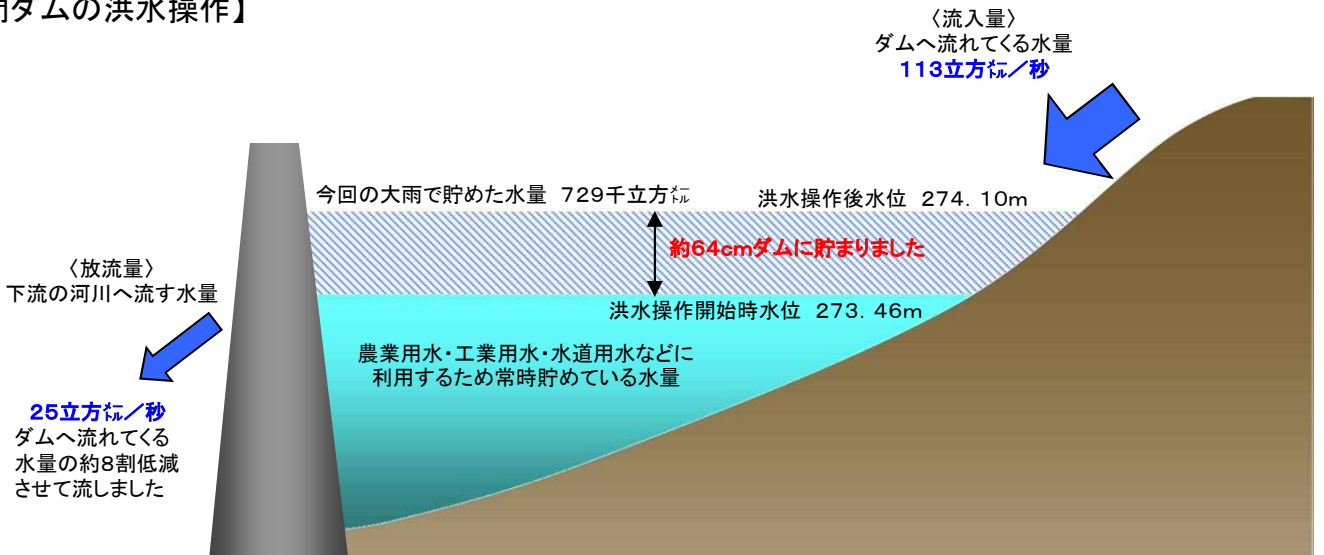 ダムの洪水操作】
〈流入量〉
ダムへ流れてくる水量
113立方㍍／秒
今回の大雨で貯めた水量 729千立方㍍
洪水操作後水位 274.10m
約64cmダムに貯まりました
〈放流量〉
下流の河川へ流す水量
洪水操作開始時水位 273.46m
農業用水・工業用水・水道用水などに
利用するため常時貯めている水量
25立方㍍／秒
ダムへ流れてくる
水量の約8割低減
させて流しました